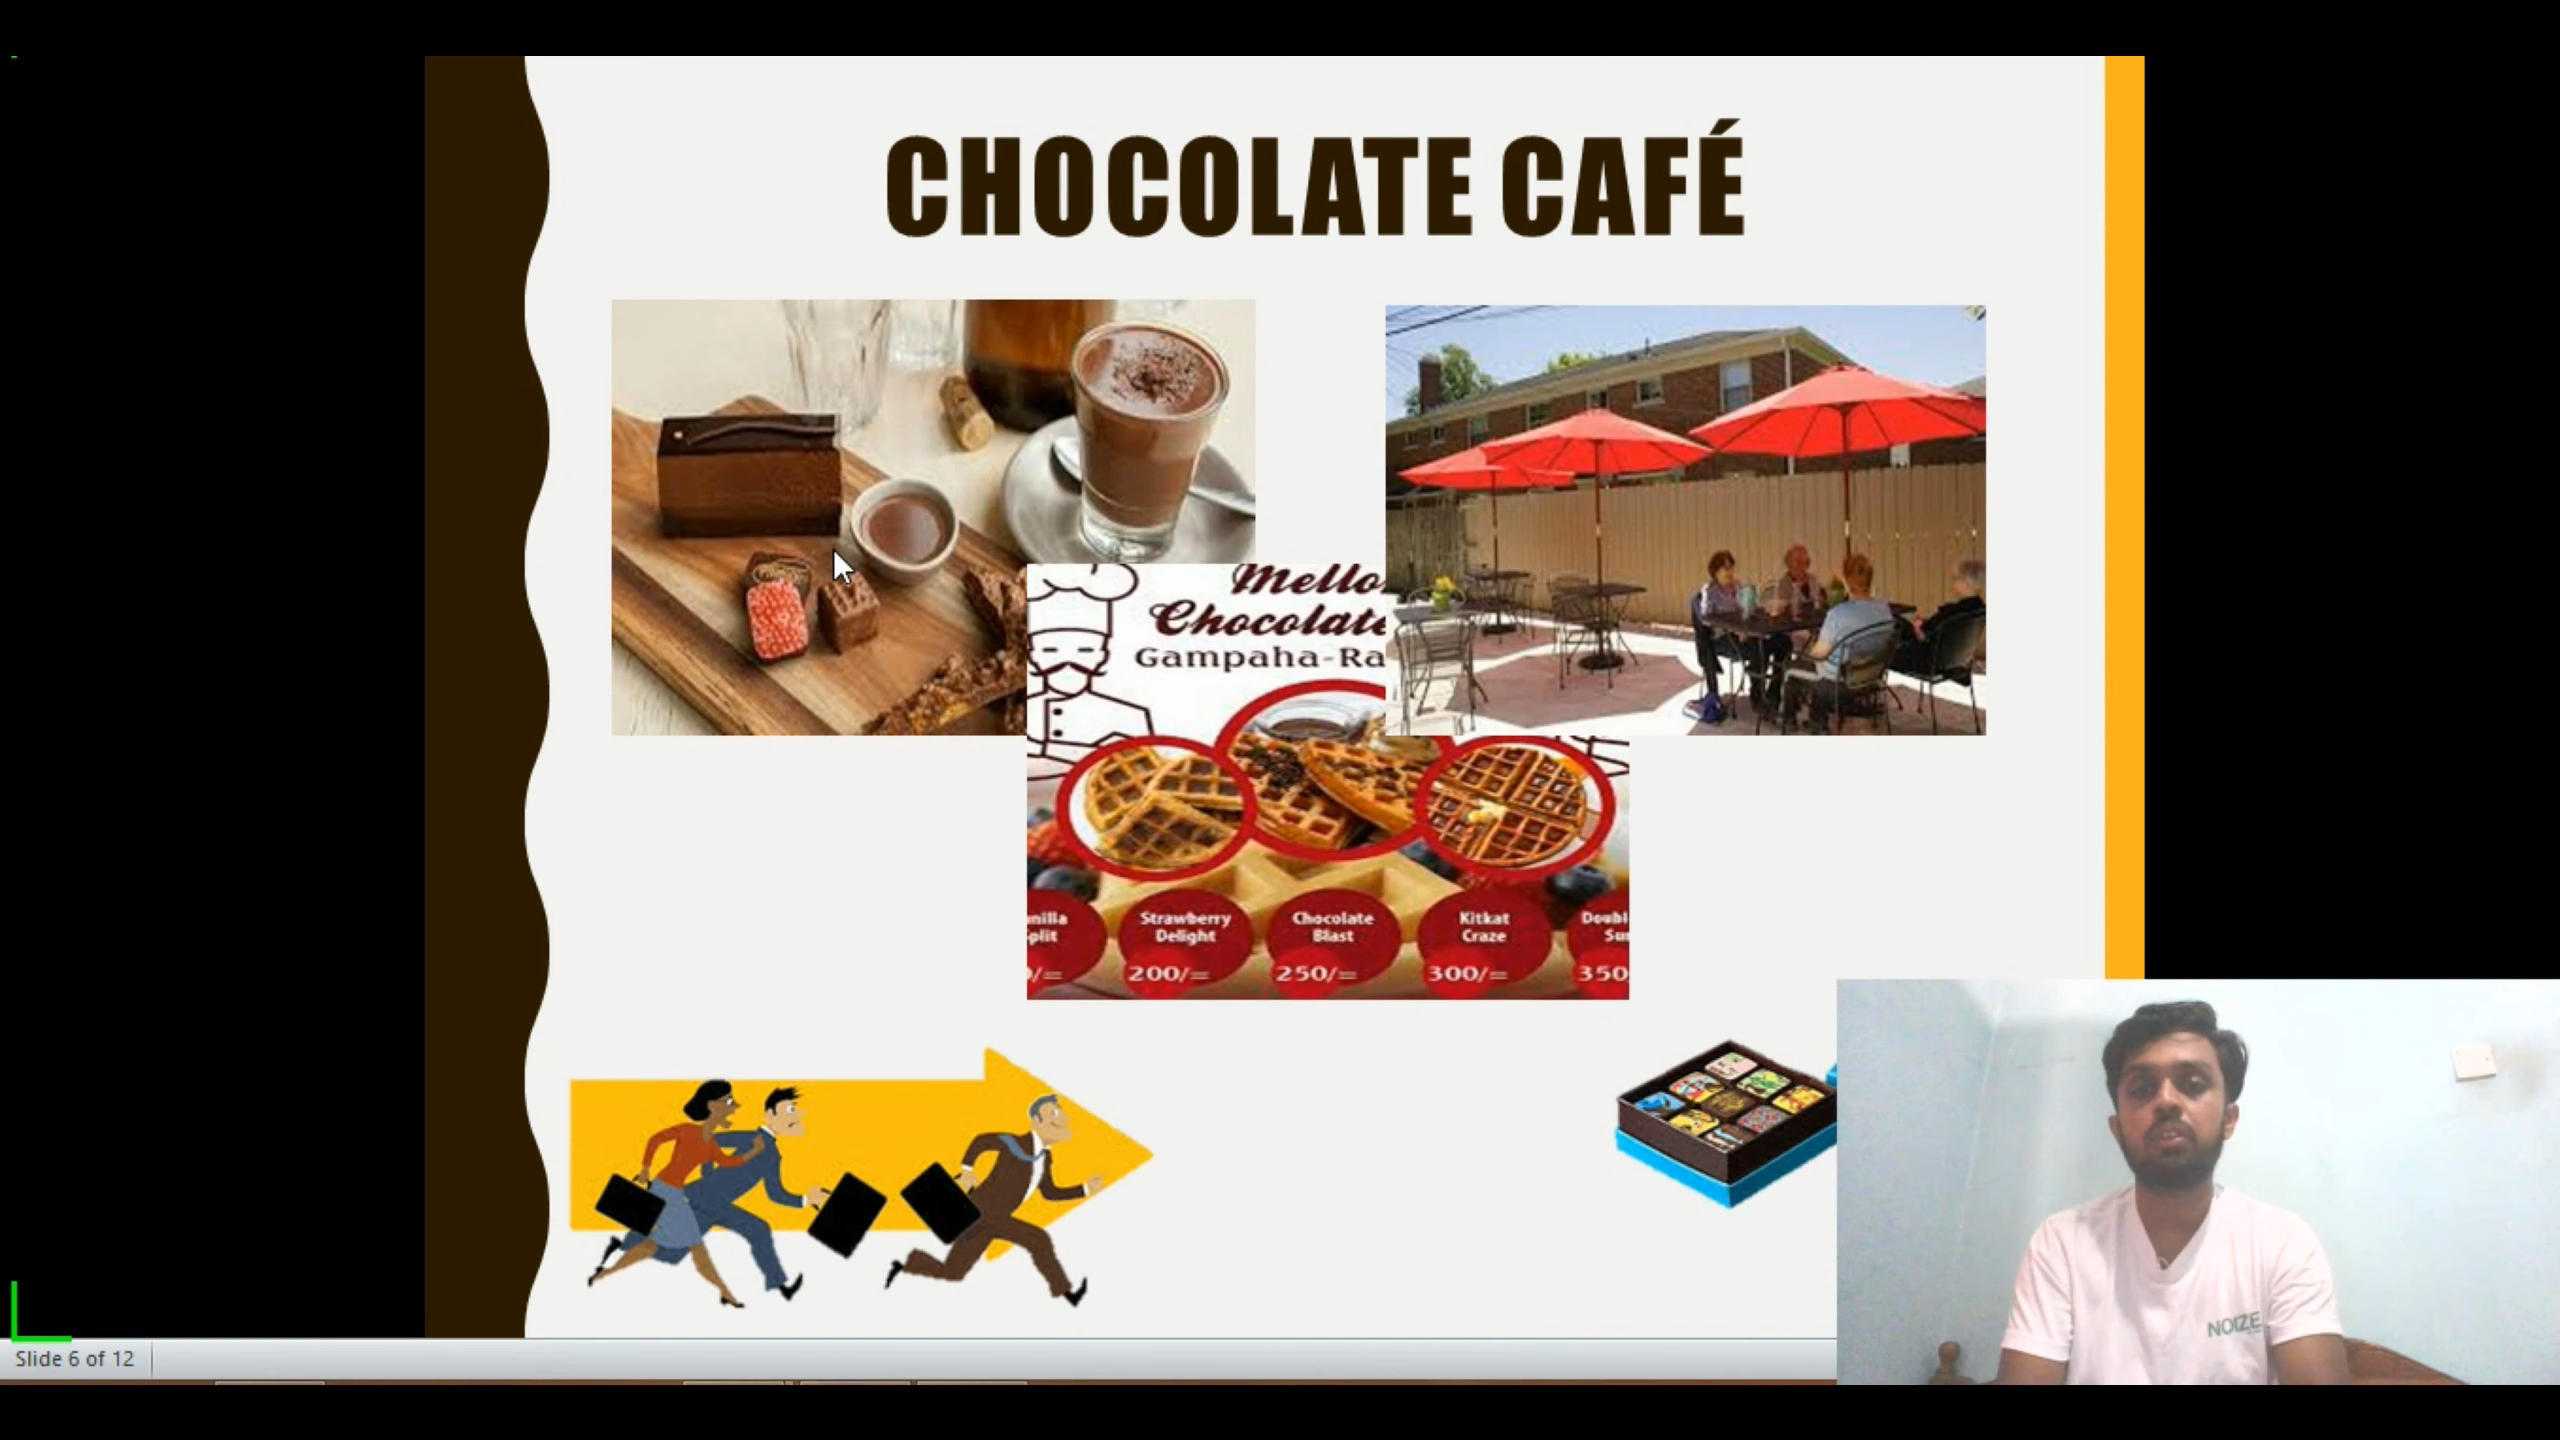 CHOCOLATE CAFÉ
Chocolate
Gampaha-Ra
Strawberry
Delight
200/=
Chocolate
Blast
250/=
Kitkat
Craze
300/=
350
NOIZE
Slide 6 of 12